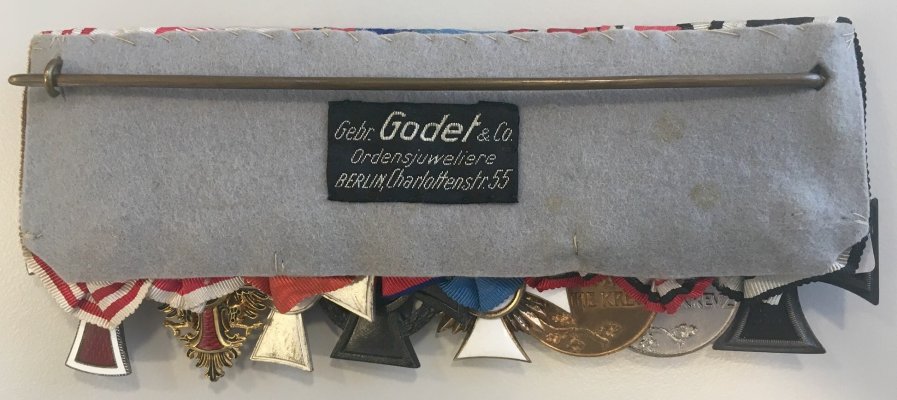 Gebr. Godet & Co.
Ordensjuweliere
BERLIN, Charlottenstr. 55